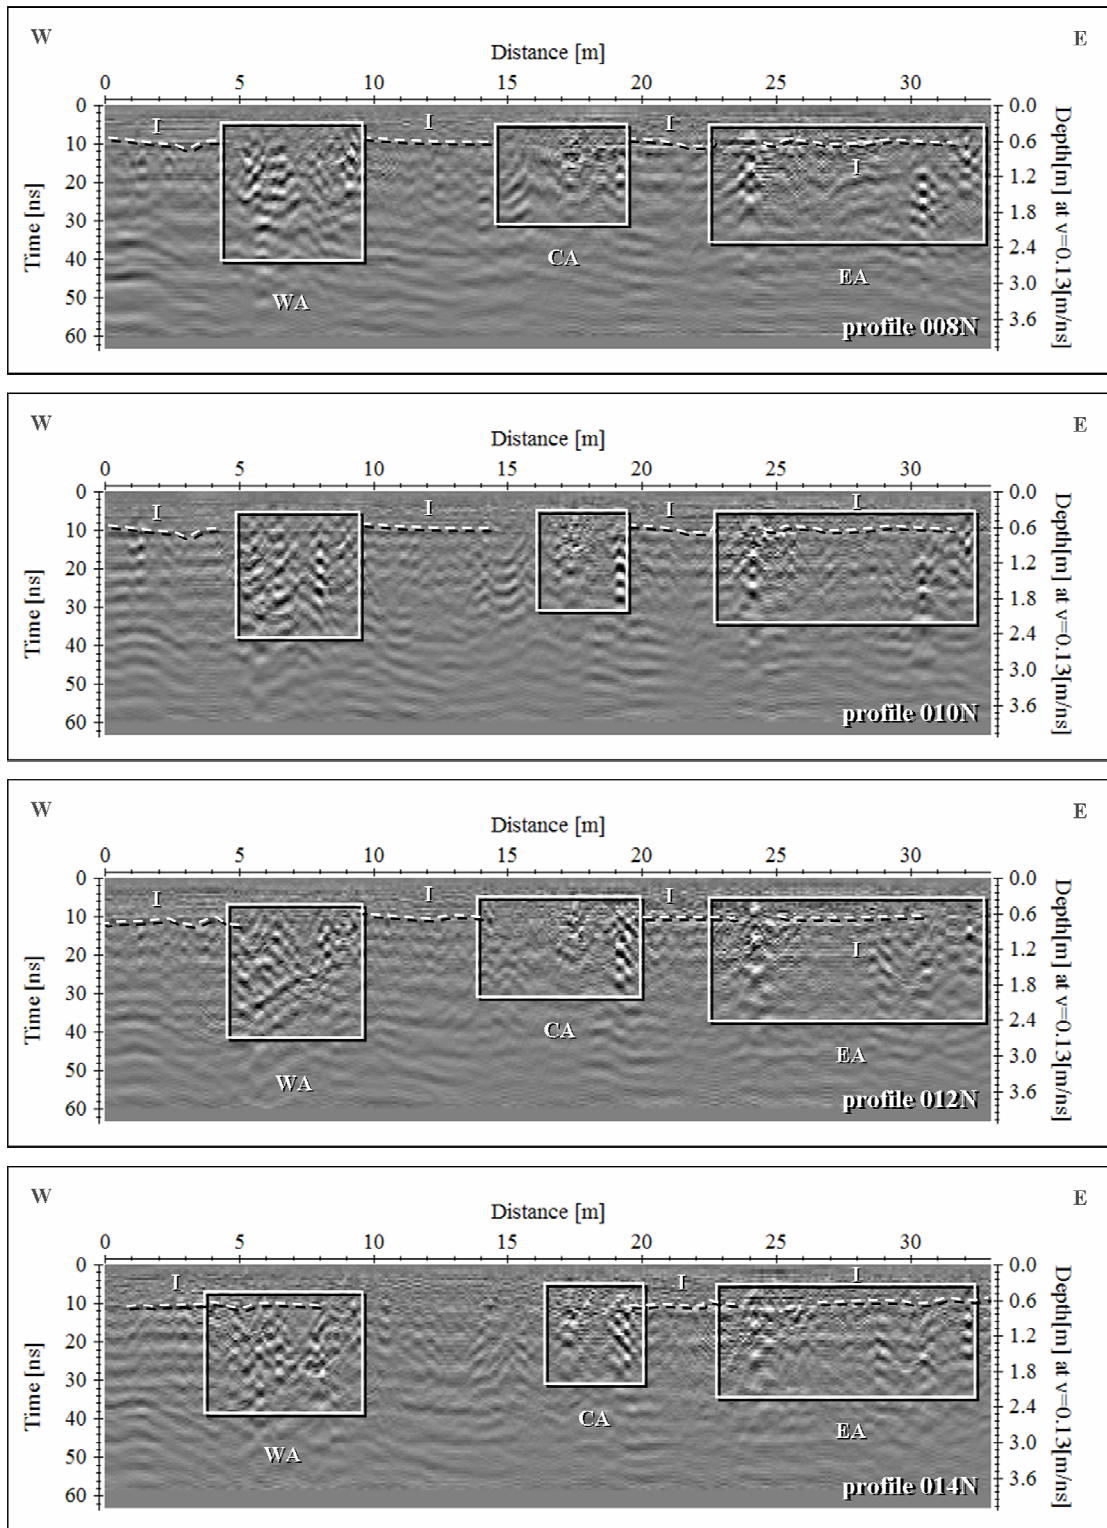 W
E
Distance [m]
0 5 10 15 20 25 30
0 10 20 30 40 50 60
Time [ns]
0.0 0.6 1.2 1.8 2.4 3.0 3.6
Depth[m] at v=0.13[m/ns]
I I I
I
WA
CA
EA
profile 008N
W
E
Distance [m]
0 5 10 15 20 25 30
0 10 20 30 40 50 60
Time [ns]
0.0 0.6 1.2 1.8 2.4 3.0 3.6
Depth[m] at v=0.13[m/ns]
I I I I
profile 010N
W
E
Distance [m]
0 5 10 15 20 25 30
0 10 20 30 40 50 60
Time [ns]
0.0 0.6 1.2 1.8 2.4 3.0 3.6
Depth[m] at v=0.13[m/ns]
I I I
I
WA
CA
EA
profile 012N
W
E
Distance [m]
0 5 10 15 20 25 30
0 10 20 30 40 50 60
Time [ns]
0.0 0.6 1.2 1.8 2.4 3.0 3.6
Depth[m] at v=0.13[m/ns]
I I I
WA
CA
EA
profile 014N